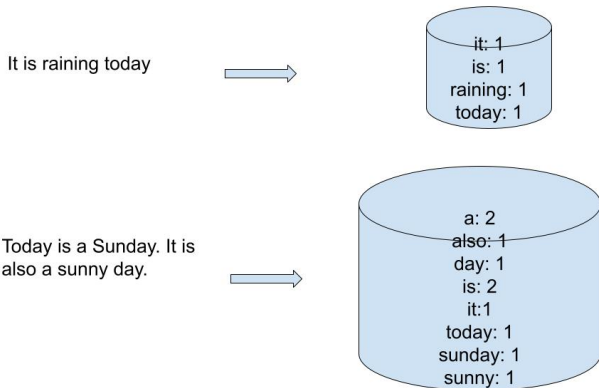 It is raining today
it: 1
is: 1
raining: 1
today: 1
Today is a Sunday. It is
also a sunny day.
a: 2
also: 1
day: 1
is: 2
it:1
today: 1
sunday: 1
sunny: 1